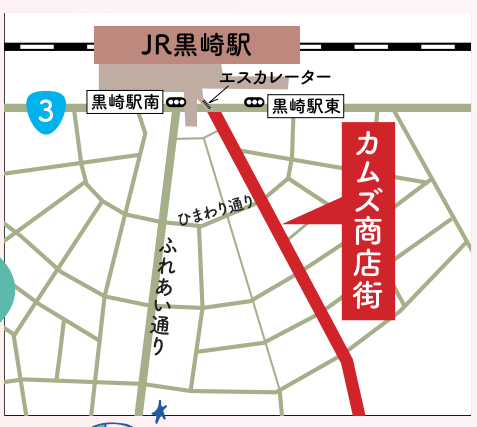 JR黒崎駅
エスカレーター
黒崎駅南
黒崎駅東
3
カムズ商店街
ひまわり通り
ふれあい通り